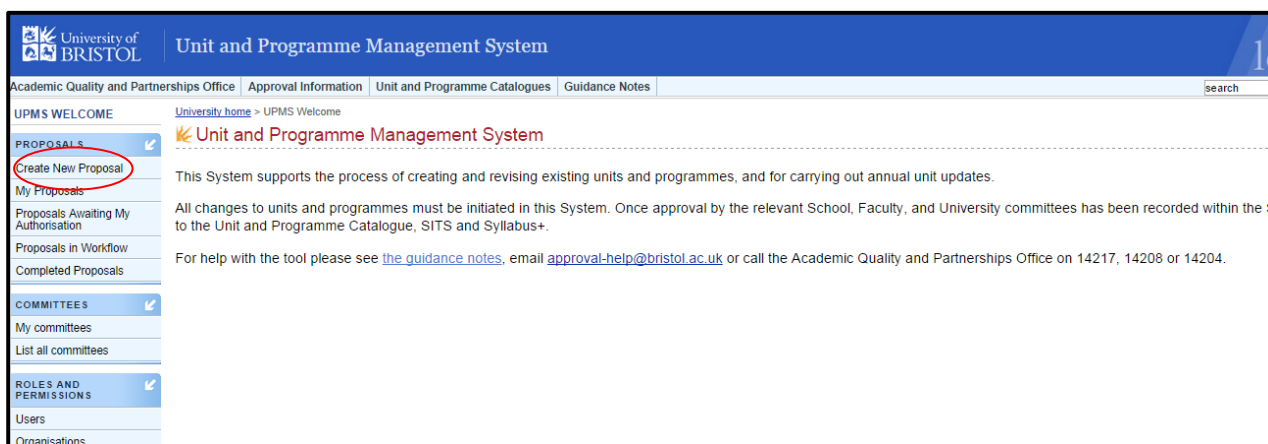 University of
BRISTOL
Unit and Programme Management System
Academic Quality and Partnerships Office
Approval Information
Unit and Programme Catalogues
Guidance Notes
search
UPMS WELCOME
University home > UPMS Welcome
Unit and Programme Management System
PROPOSALS
Create New Proposal
My Proposals
Proposals Awaiting My
Authorisation
Proposals in Workflow
Completed Proposals
This System supports the process of creating and revising existing units and programmes, and for carrying out annual unit updates.
All changes to units and programmes must be initiated in this System. Once approval by the relevant School, Faculty, and University committees has been recorded within the
to the Unit and Programme Catalogue, SITS and Syllabus+.
For help with the tool please see the guidance notes, email approval-help@bristol.ac.uk or call the Academic Quality and Partnerships Office on 14217, 14208 or 14204.
COMMITTEES
My committees
List all committees
ROLES AND
PERMISSIONS
Users
Organisations